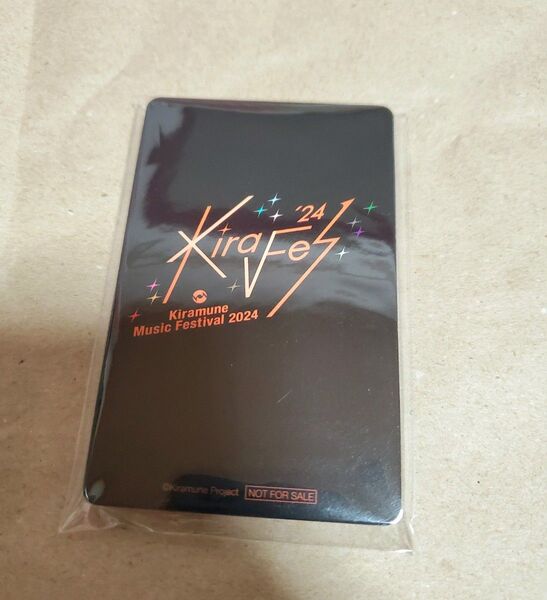 '24
KiraFes
Kiramune
Music Festival 2024
©Kiramune Project NOT FOR SALE